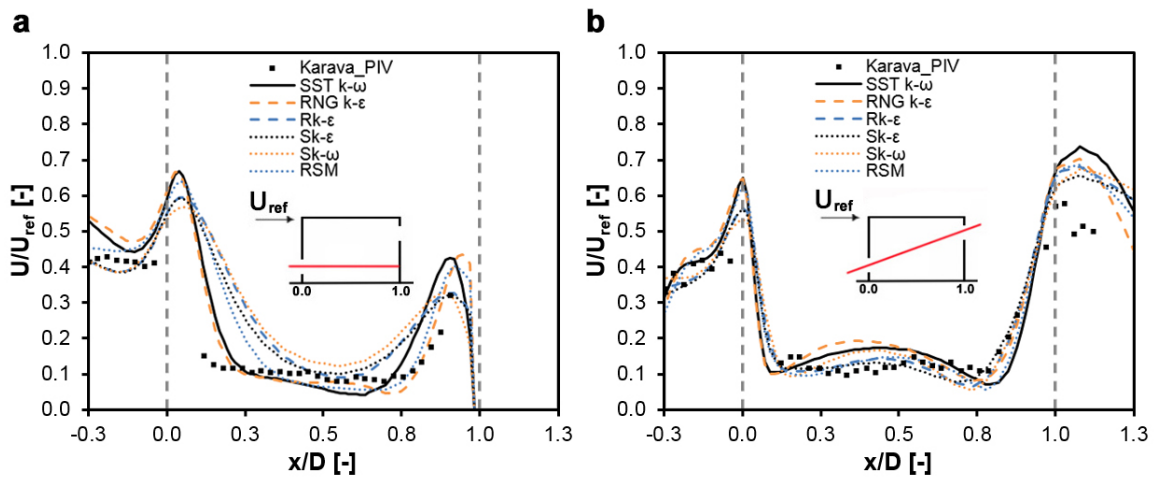 a
1.0
0.9
0.8
0.7
0.6
0.5
0.4
0.3
0.2
0.1
0.0
U/Uref [-]
Karava_PIV
SST k-ω
RNG k-ε
Rk-ε
Sk-ε
Sk-ω
RSM
Uref
0.0
1.0
-0.3
0.0
0.3
0.5
0.8
1.0
1.3
x/D [-]
b
1.0
0.9
0.8
0.7
0.6
0.5
0.4
0.3
0.2
0.1
0.0
U/Uref [-]
Karava_PIV
SST k-ω
RNG k-ε
Rk-ε
Sk-ε
Sk-ω
RSM
Uref
0.0
1.0
-0.3
0.0
0.3
0.5
0.8
1.0
1.3
x/D [-]